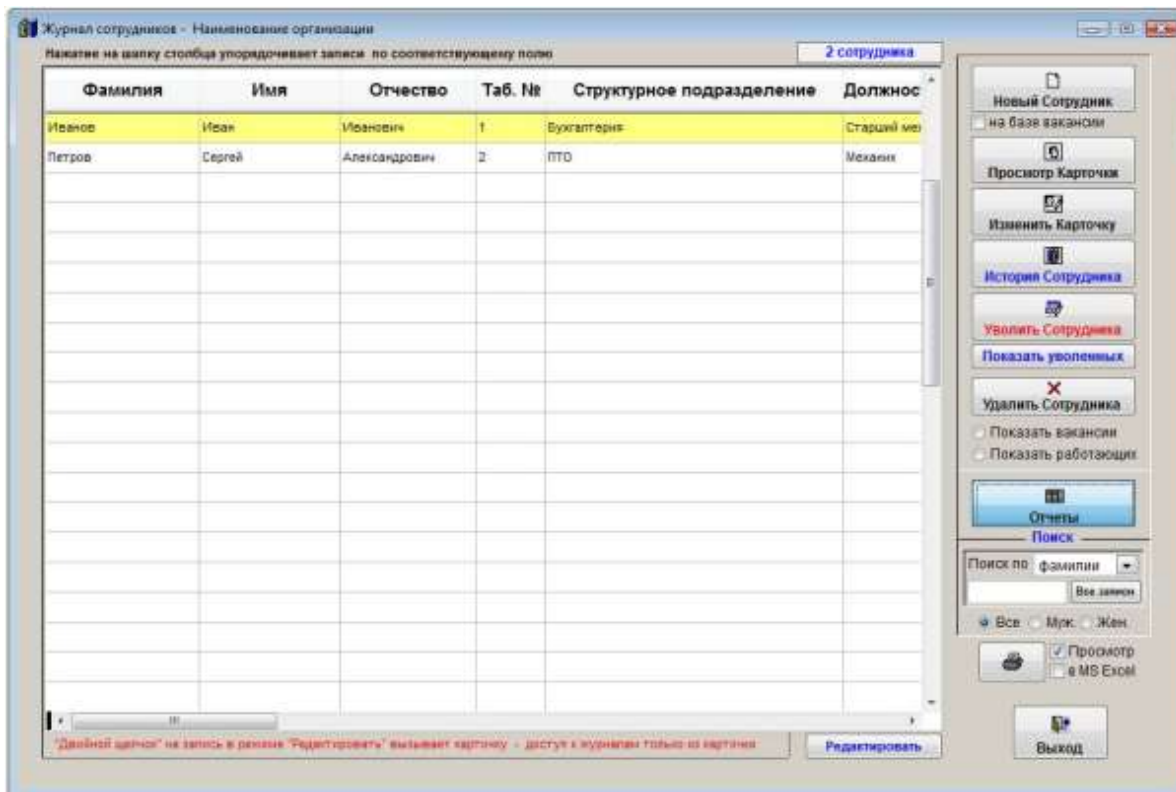 Журнал сотрудников - Наименование организации
Нажатие на шапку столбца упорядочивает записи по соответствующему полю
2 сотрудника
Фамилия Имя Отчество Таб. № Структурное подразделение Должнос
Иванов Иван Иванович 1 Бухгалтерия Старший мех
Петров Сергей Александрович 2 ПТО Механик
Новый Сотрудник
на базе вакансии
Просмотр Карточки
Изменить Карточку
История Сотрудника
Уволить Сотрудника
Показать уволенных
Удалить Сотрудника
Показать вакансии
Показать работающих
Отчеты
Поиск
Поиск по фамилии
Все записи
Все Муж. Жен.
Просмотр
в MS Excel
"Двойной щелчок" на запись в режиме "Редактировать" вызывает карточку - доступ к журналам только из карточки
Редактировать
Выход